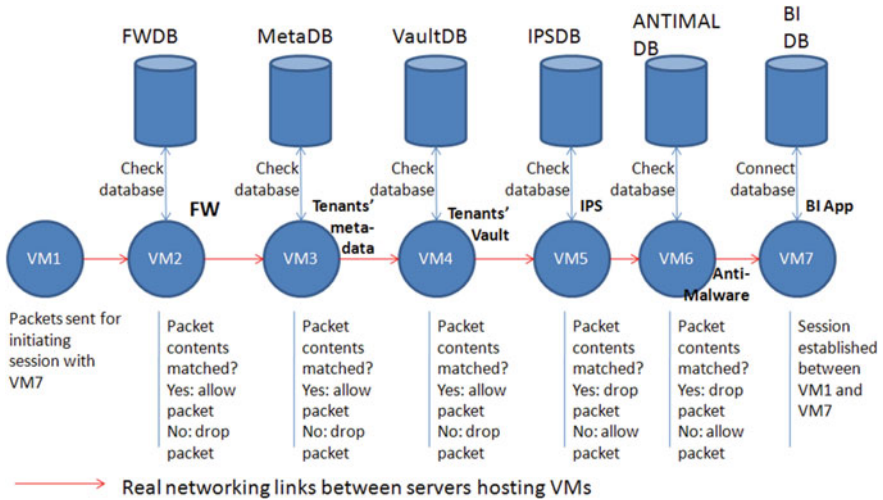 FWDB
MetaDB
VaultDB
IPSDB
ANTIMAL
DB
BI
DB
Check
database
Check
database
Check
database
Check
database
Check
database
Connect
database
FW
Tenants’
meta-
data
Tenants’
Vault
IPS
Anti-
Malware
BI App
VM1
VM2
VM3
VM4
VM5
VM6
VM7
Packets sent for
initiating
session with
VM7
Packet
contents
matched?
Yes: allow
packet
No: drop
packet
Packet
contents
matched?
Yes: allow
packet
No: drop
packet
Packet
contents
matched?
Yes: allow
packet
No: drop
packet
Packet
contents
matched?
Yes: drop
packet
No: allow
packet
Packet
contents
matched?
Yes: drop
packet
No: allow
packet
Session
established
between
VM1 and
VM7
Real networking links between servers hosting VMs